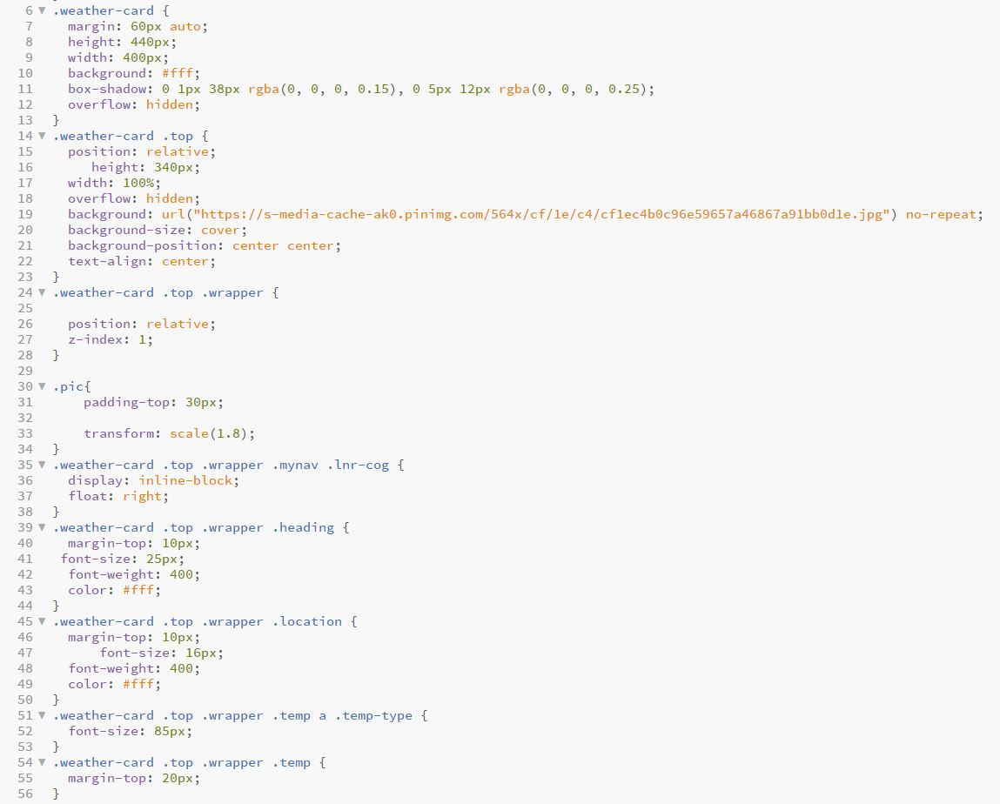 6 .weather-card {
7 margin: 60px auto;
8 height: 440px;
9 width: 400px;
10 background: #fff;
11 box-shadow: 0 1px 38px rgba(0, 0, 0, 0.15), 0 5px 12px rgba(0, 0, 0, 0.25);
12 overflow: hidden;
13 }
14 .weather-card .top {
15 position: relative;
16 height: 340px;
17 width: 100%;
18 overflow: hidden;
19 background: url("https://s-media-cache-ak0.pinimg.com/564x/cf/1e/c4/cf1ec4b0c96e59657a46867a91bb0d1e.jpg") no-repeat;
20 background-size: cover;
21 background-position: center center;
22 text-align: center;
23 }
24 .weather-card .top .wrapper {
25
26 position: relative;
27 z-index: 1;
28 }
29
30 .pic{
31 padding-top: 30px;
32
33 transform: scale(1.8);
34 }
35 .weather-card .top .wrapper .mynav .lnr-cog {
36 display: inline-block;
37 float: right;
38 }
39 .weather-card .top .wrapper .heading {
40 margin-top: 10px;
41 font-size: 25px;
42 font-weight: 400;
43 color: #fff;
44 }
45 .weather-card .top .wrapper .location {
46 margin-top: 10px;
47 font-size: 16px;
48 font-weight: 400;
49 color: #fff;
50 }
51 .weather-card .top .wrapper .temp a .temp-type {
52 font-size: 85px;
53 }
54 .weather-card .top .wrapper .temp {
55 margin-top: 20px;
56 }